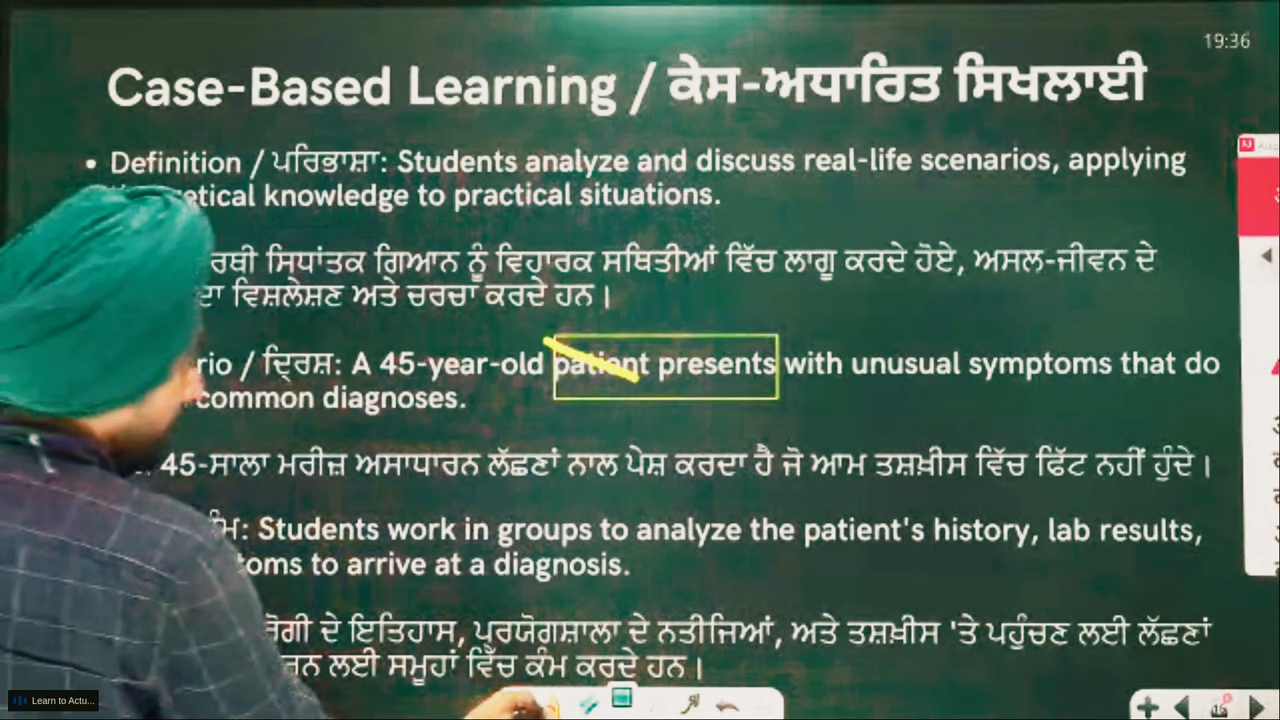 19:36
Case-Based Learning / ਕੇਸ-ਅਧਾਰਿਤ ਸਿਖਲਾਈ
• Definition / ਪਰਿਭਾਸ਼ਾ: Students analyze and discuss real-life scenarios, applying
knowledge to practical situations.
ਸਿਧਾਂਤਕ ਗਿਆਨ ਨੂੰ ਵਿਹਾਰਕ ਸਥਿਤੀਆਂ ਵਿੱਚ ਲਾਗੂ ਕਰਦੇ ਹੋਏ, ਅਸਲ-ਜੀਵਨ ਦੇ
ਦਾ ਵਿਸ਼ਲੇਸ਼ਣ ਅਤੇ ਚਰਚਾ ਕਰਦੇ ਹਨ।
/ ਦ੍ਰਿਸ਼: A 45-year-old patient presents with unusual symptoms that do
common diagnoses.
45-ਸਾਲਾ ਮਰੀਜ਼ ਅਸਾਧਾਰਨ ਲੱਛਣਾਂ ਨਾਲ ਪੇਸ਼ ਕਰਦਾ ਹੈ ਜੋ ਆਮ ਤਸ਼ਖ਼ੀਸ ਵਿੱਚ ਫਿੱਟ ਨਹੀਂ ਹੁੰਦੇ।
Students work in groups to analyze the patient's history, lab results,
to arrive at a diagnosis.
ਦੇ ਇਤਿਹਾਸ, ਪ੍ਰਯੋਗਸ਼ਾਲਾ ਦੇ ਨਤੀਜਿਆਂ, ਅਤੇ ਤਸ਼ਖ਼ੀਸ 'ਤੇ ਪਹੁੰਚਣ ਲਈ ਲੱਛਣਾਂ
ਲਈ ਸਮੂਹਾਂ ਵਿੱਚ ਕੰਮ ਕਰਦੇ ਹਨ।
Learn to Actu...